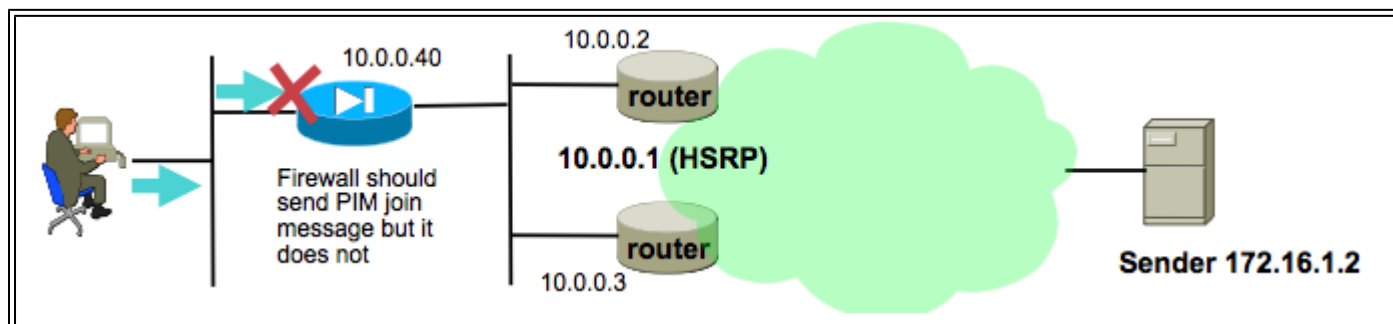 10.0.0.40
10.0.0.2
router
10.0.0.1 (HSRP)
Firewall should
send PIM join
message but it
does not
router
10.0.0.3
Sender 172.16.1.2